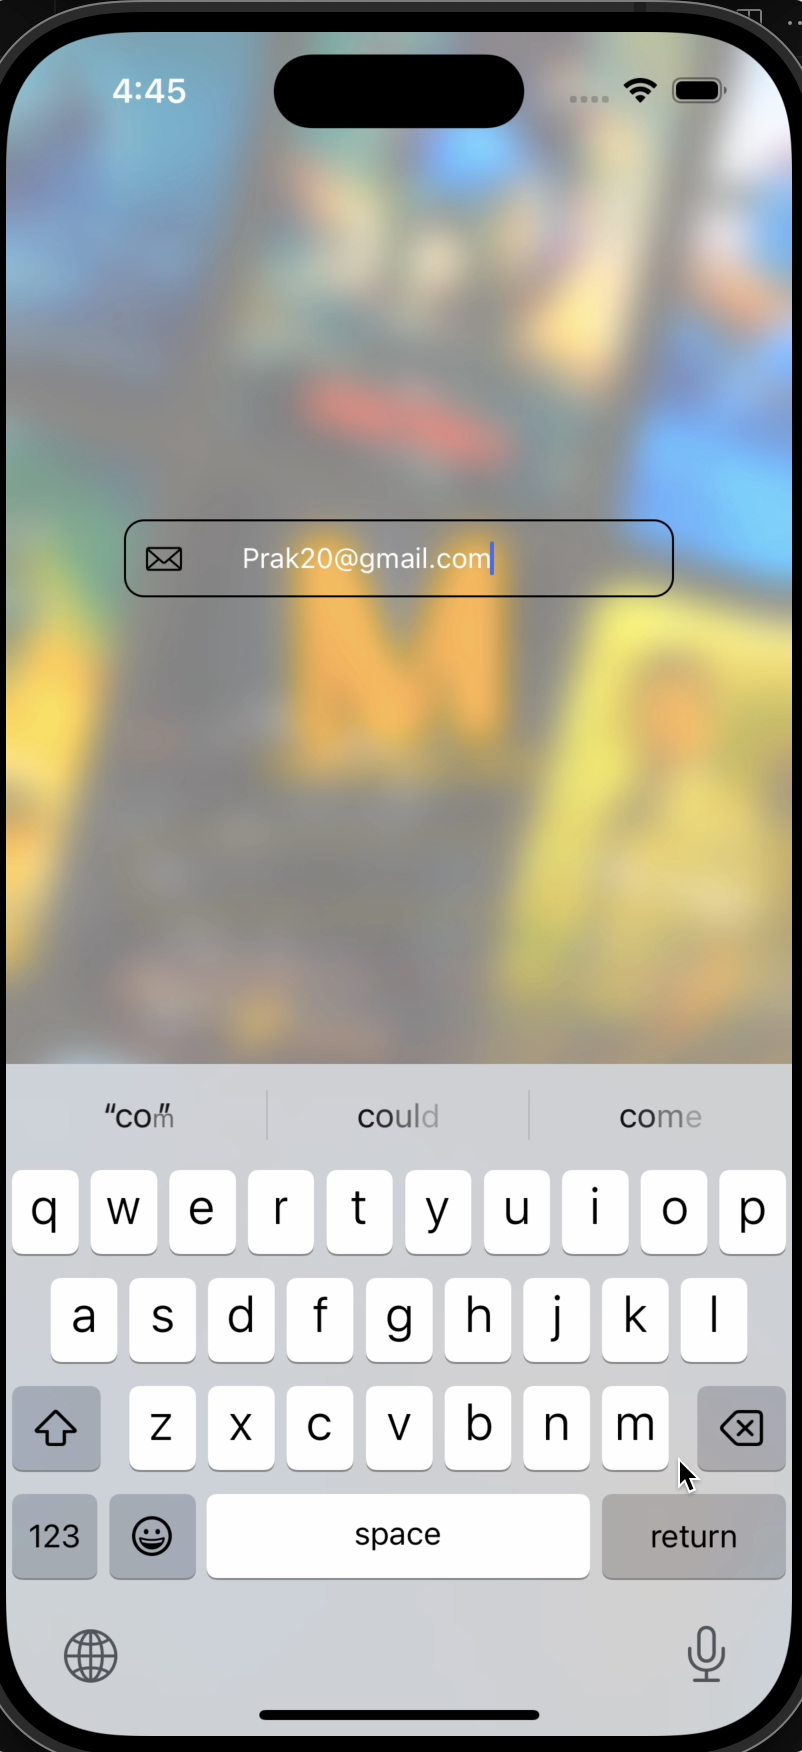 4:45
Prak20@gmail.com
“com” could come
q w e r t y u i o p
a s d f g h j k l
z x c v b n m
123 space return